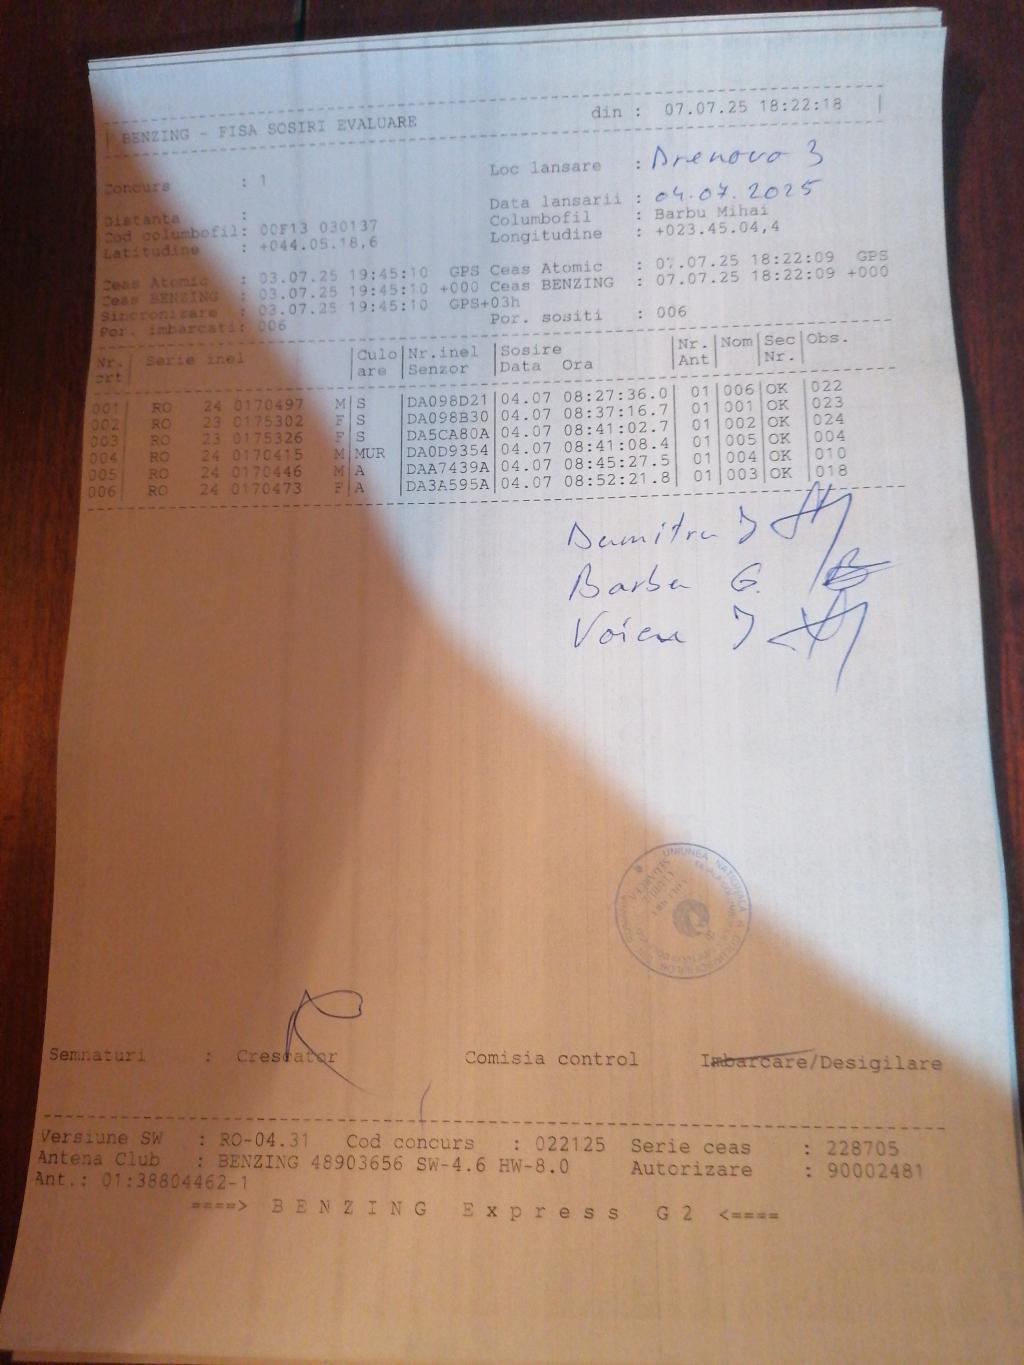 BENZING - FISA SOSIRI EVALUARE din : 07.07.25 18:22:18
Concurs : 1 Loc lansare : Drenovo 3
Data lansarii : 04.07.2025
Distanta : Columbofil : Barbu Mihai
Cod columbofil: 00F13 030137 Longitudine : +023.45.04,4
Latitudine : +044.05.18,6
Ceas Atomic : 03.07.25 19:45:10 GPS Ceas Atomic : 07.07.25 18:22:09 GPS
Ceas BENZING : 03.07.25 19:45:10 +000 Ceas BENZING : 07.07.25 18:22:09 +000
Sincronizare : 03.07.25 19:45:10 GPS+03h
Por. imbarcati: 006 Por. sositi : 006
Nr. Serie inel Culo Nr.inel Sosire Nr. Nom Sec Obs.
crt are Senzor Data Ora Ant Nr.
001 RO 24 0170497 M S DA098D21 04.07 08:27:36.0 01 006 OK 022
002 RO 23 0175302 F S DA098B30 04.07 08:37:16.7 01 001 OK 023
003 RO 23 0175326 F S DA5CA80A 04.07 08:41:02.7 01 002 OK 024
004 RO 24 0170415 M MUR DA0D9354 04.07 08:41:08.4 01 005 OK 004
005 RO 24 0170446 M A DAA7439A 04.07 08:45:27.5 01 004 OK 010
006 RO 24 0170473 F A DA3A595A 04.07 08:52:21.8 01 003 OK 018
Dumitru J
Barbu G.
Voicu J
UNIUNEA NATIONALA A
Semnaturi : Crescator Comisia control Imbarcare/Desigilare
Versiune SW : RO-04.31 Cod concurs : 022125 Serie ceas : 228705
Antena Club : BENZING 48903656 SW-4.6 HW-8.0 Autorizare : 90002481
Ant.: 01:38804462-1
====> BENZING Express G2 <====